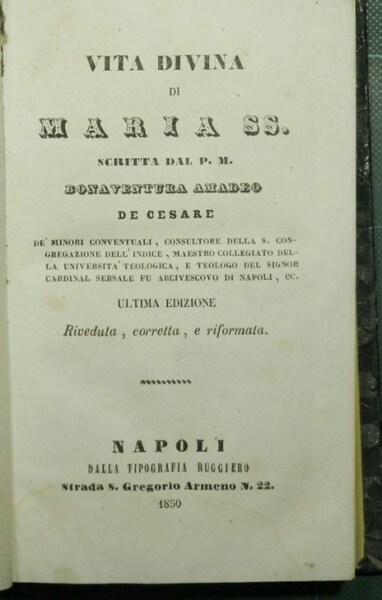 VITA DIVINA
DI
MARIA SS.
SCRITTA DAL P. M.
BONAVENTURA AMADEO
DE CESARE
DE' MINORI CONVENTUALI, CONSULTORE DELLA S. CON-
GREGAZIONE DELL'INDICE, MAESTRO COLLEGIATO DEL-
LA UNIVERSITA' TEOLOGICA, E TEOLOGO DEL SIGNOR
CARDINAL SERSALE FU ARCIVESCOVO DI NAPOLI, EC.
ULTIMA EDIZIONE
Riveduta, corretta, e riformata.
NAPOLI
DALLA TIPOGRAFIA RUGGIERO
Strada S. Gregorio Armeno N. 22.
1850